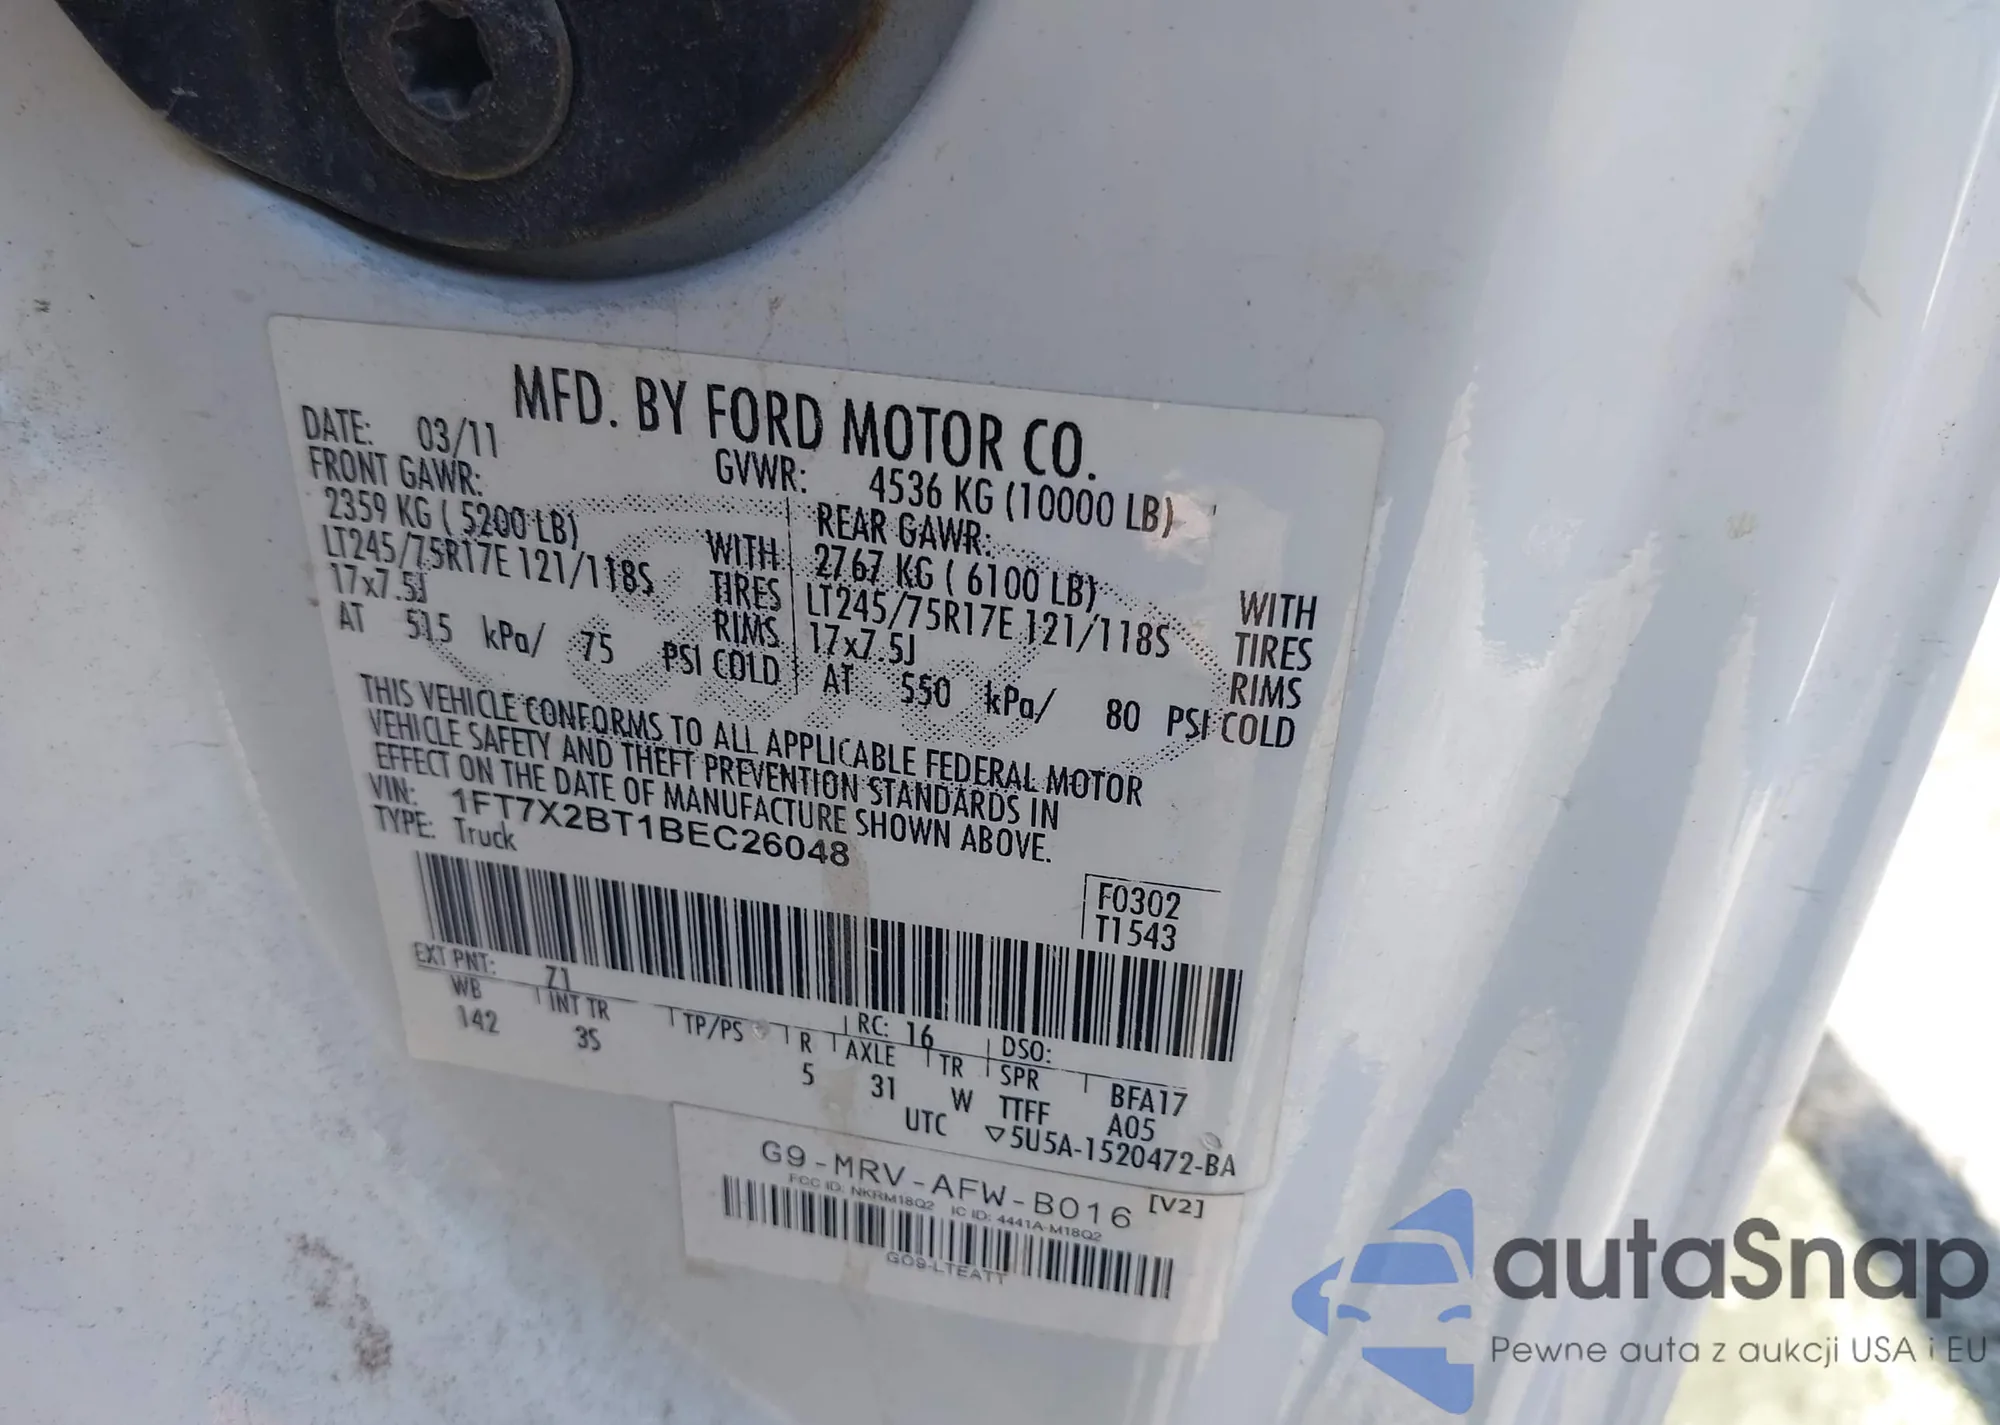 MFD. BY FORD MOTOR CO.
DATE: 03/11 GVWR: 4536 KG (10000 LB)
FRONT GAWR: REAR GAWR:
2359 KG ( 5200 LB) WITH 2767 KG ( 6100 LB) WITH
LT245/75R17E 121/118S TIRES LT245/75R17E 121/118S TIRES
17x7.5J RIMS 17x7.5J RIMS
AT 515 kPa/ 75 PSI COLD AT 550 kPa/ 80 PSI COLD
THIS VEHICLE CONFORMS TO ALL APPLICABLE FEDERAL MOTOR
VEHICLE SAFETY AND THEFT PREVENTION STANDARDS IN
EFFECT ON THE DATE OF MANUFACTURE SHOWN ABOVE.
VIN: 1FT7X2BT1BEC26048
TYPE: Truck
F0302
T1543
EXT PNT: Z1 RC: 16 DSO:
WB INT TR TP/PS R AXLE TR SPR BFA17
142 3S 5 31 W TTFF A05
UTC ▽5U5A-1520472-BA
G9-MRV-AFW-B016 [V2]
FCC ID: NKRM18Q2 IC ID: 4441A-M18Q2
G09-LTEATT
autaSnap
Pewne auta z aukcji USA i EU